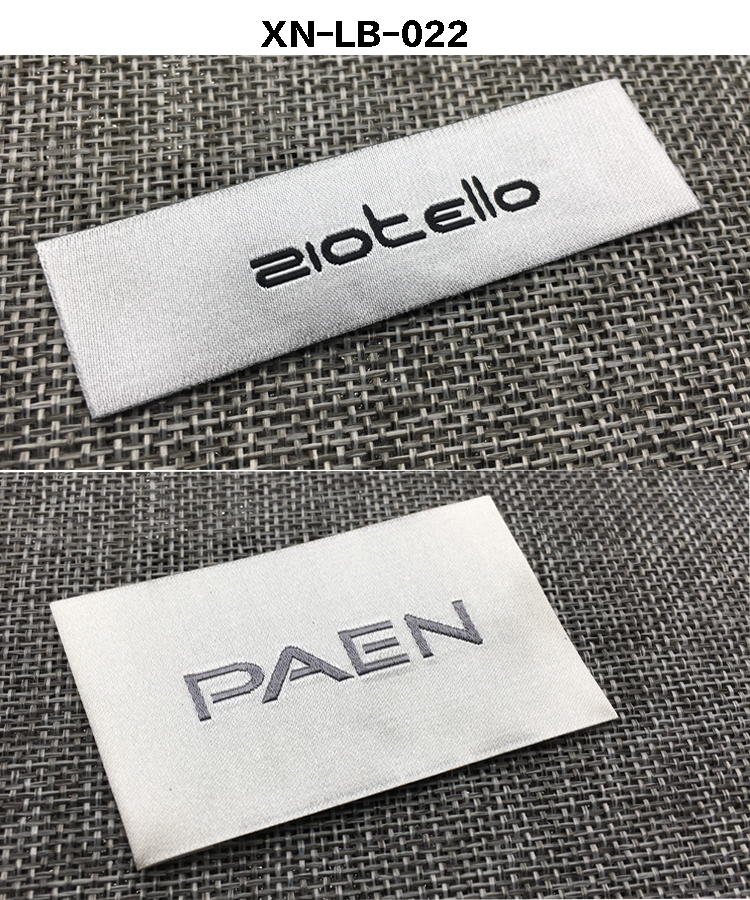 XN-LB-022
ziotello
PAEN